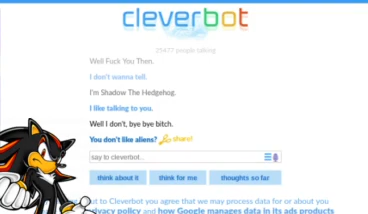 cleverbot
25477 people talking
Well Fuck You Then.
I don't wanna tell.
I'm Shadow The Hedgehog.
I like talking to you.
Well I don't, bye bye bitch.
You don't like aliens? share!
say to cleverbot...
think about it think for me thoughts so far
out to Cleverbot you agree that we may process data for or about you
ivacy policy and how Google manages data in its ads products